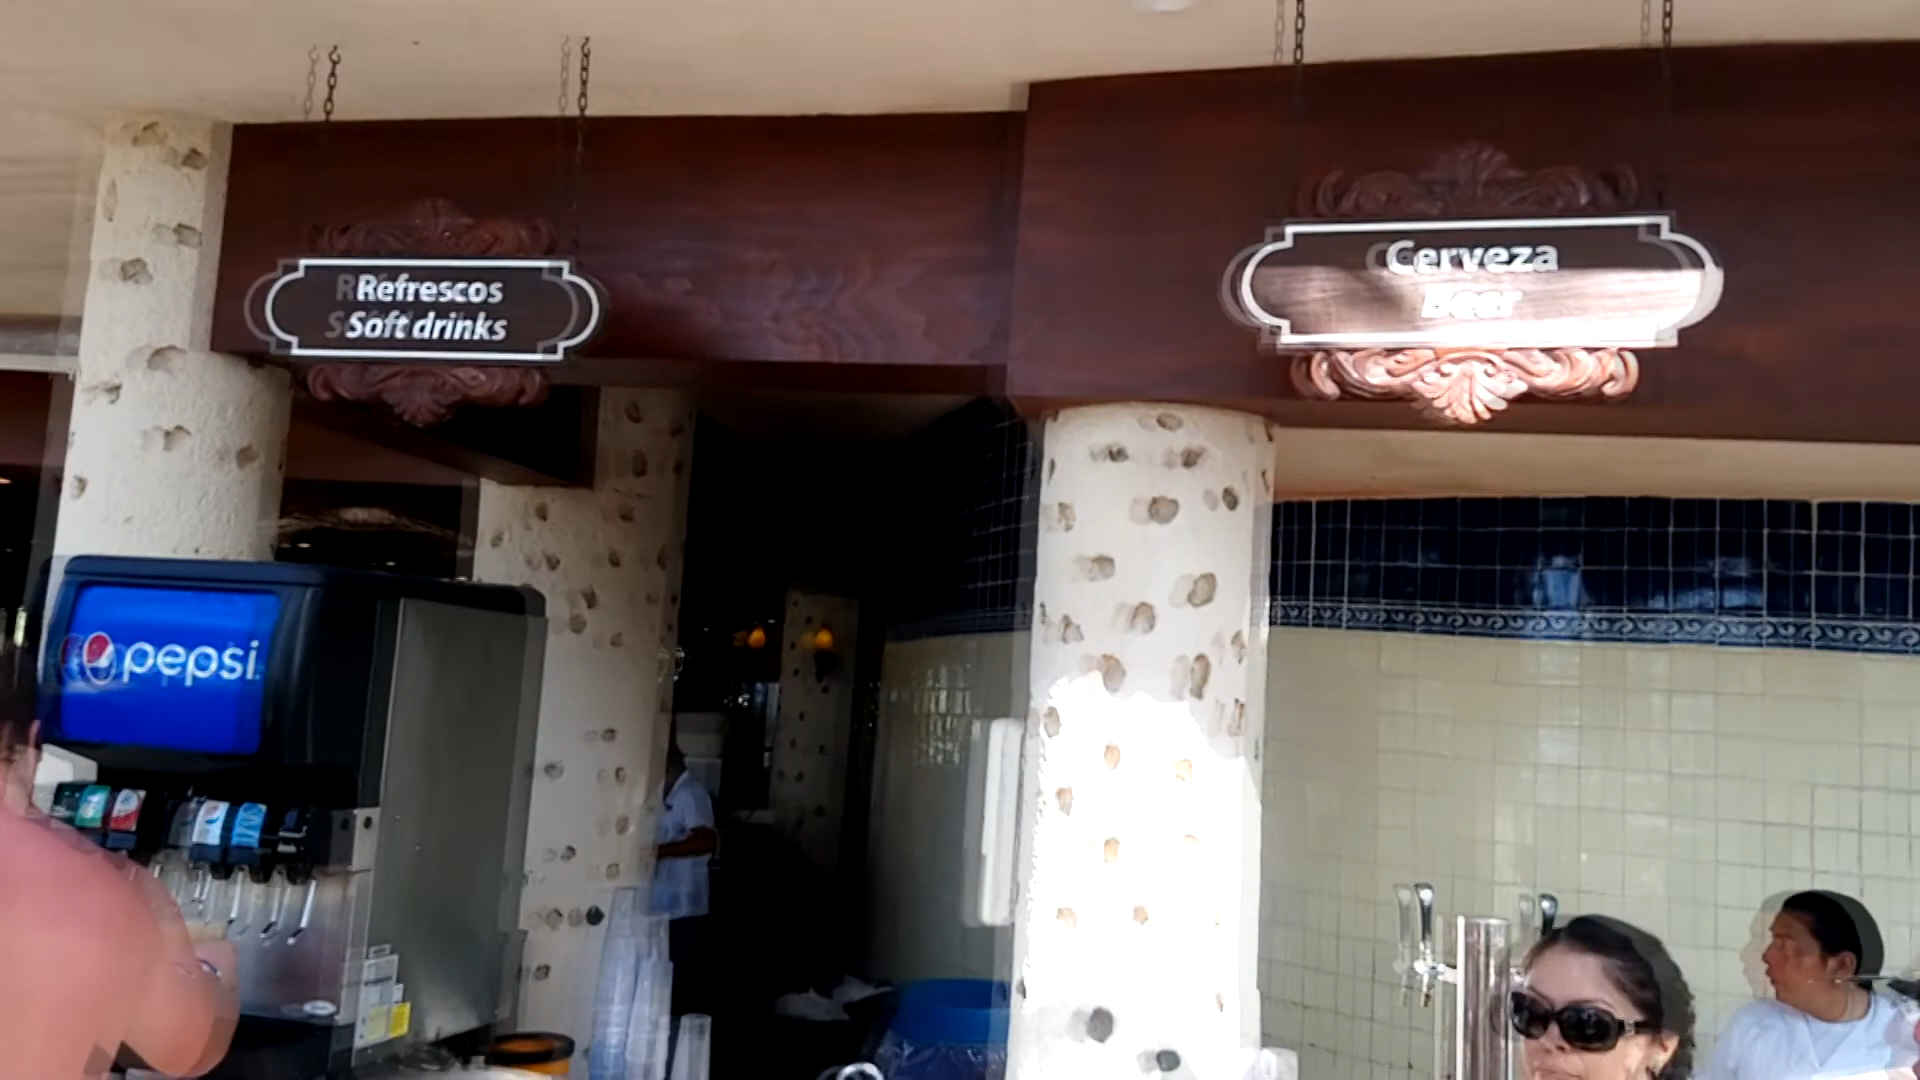 Refrescos
Soft drinks
Cerveza
Beer
pepsi